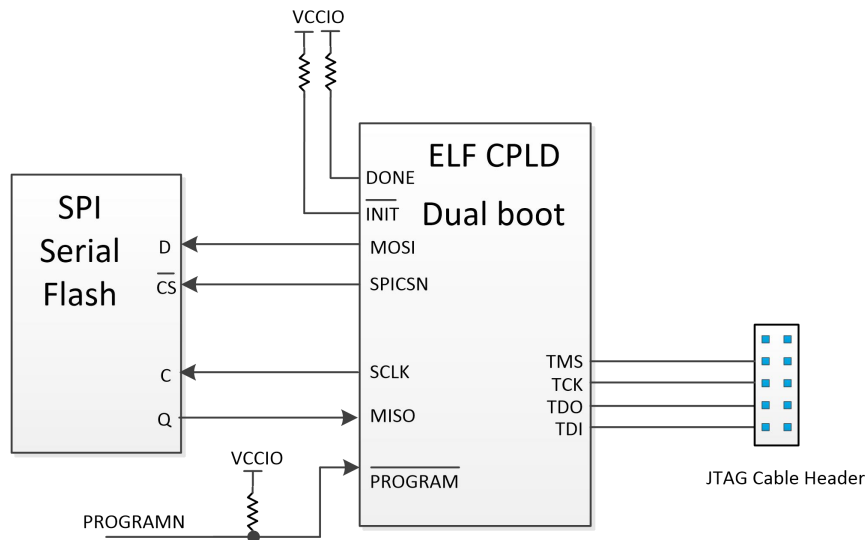 VCCIO
ELF CPLD
Dual boot
SPI
Serial
Flash
DONE
INIT
D
MOSI
CS
SPICSN
C
SCLK
Q
MISO
PROGRAM
TMS
TCK
TDO
TDI
JTAG Cable Header
VCCIO
PROGRAMN